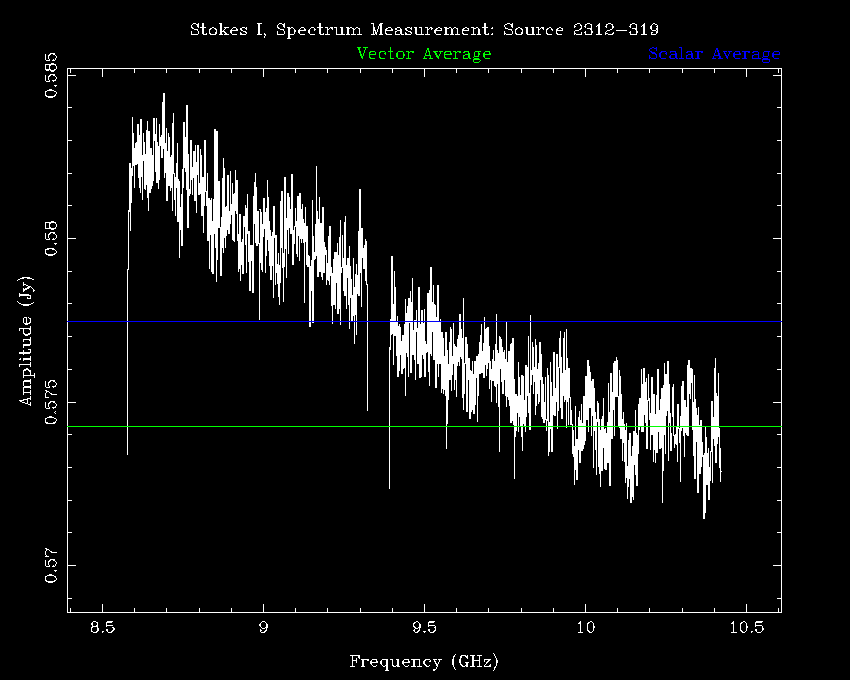 Stokes I, Spectrum Measurement: Source 2312-319
Vector Average
Scalar Average
0.585
0.58
0.575
0.57
Amplitude (Jy)
8.5 9 9.5 10 10.5
Frequency (GHz)